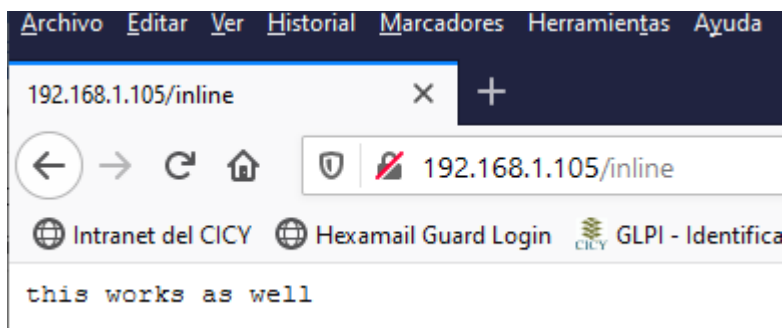 Archivo Editar Ver Historial Marcadores Herramientas Ayuda
192.168.1.105/inline
192.168.1.105/inline
Intranet del CICY Hexamail Guard Login CICY GLPI - Identifica
this works as well